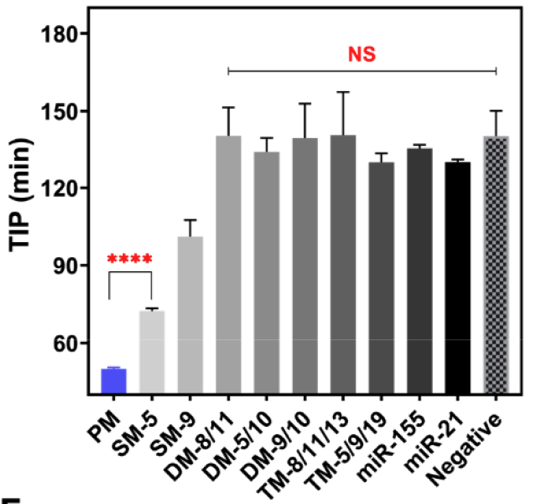 TIP (min)
180
150
120
90
60
NS
****
PM
SM-5
SM-9
DM-8/11
DM-5/10
DM-9/10
TM-8/11/13
TM-5/9/19
miR-155
miR-21
Negative